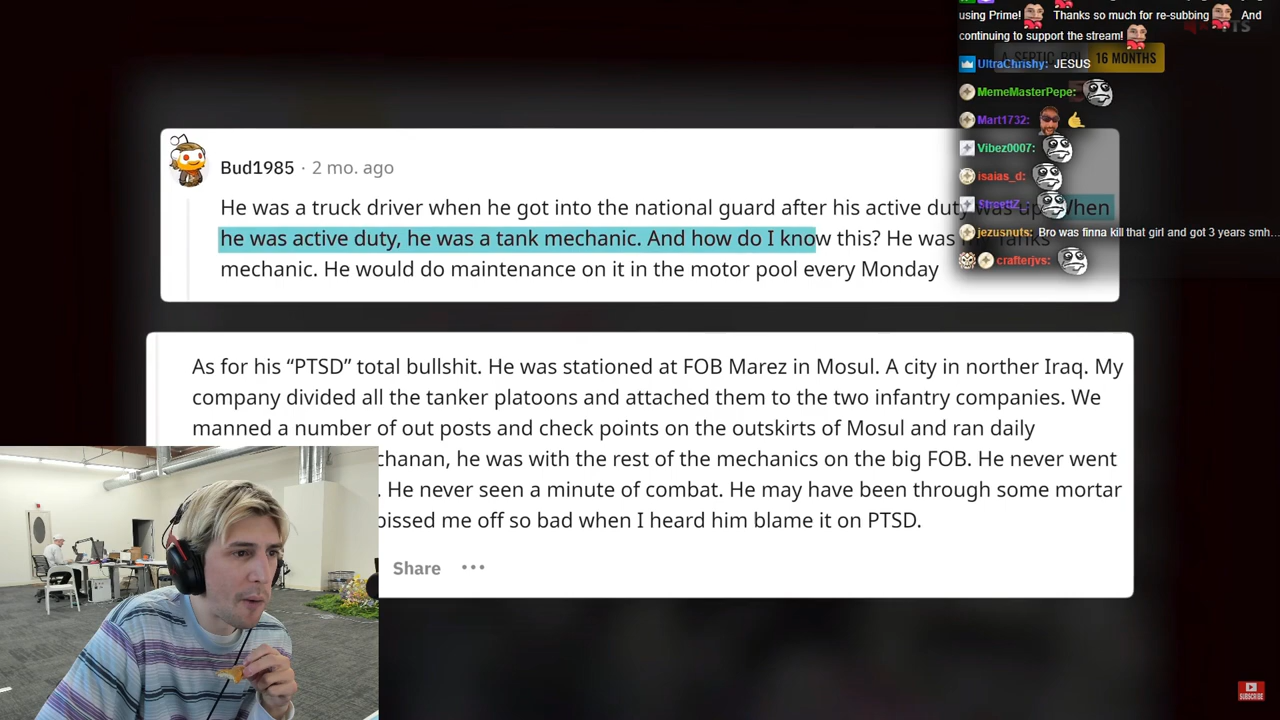 Bud1985 · 2 mo. ago
He was a truck driver when he got into the national guard after his active duty was up. When
he was active duty, he was a tank mechanic. And how do I know this? He was tanks
mechanic. He would do maintenance on it in the motor pool every Monday
As for his “PTSD” total bullshit. He was stationed at FOB Marez in Mosul. A city in norther Iraq. My
company divided all the tanker platoons and attached them to the two infantry companies. We
manned a number of out posts and check points on the outskirts of Mosul and ran daily
chanan, he was with the rest of the mechanics on the big FOB. He never went
. He never seen a minute of combat. He may have been through some mortar
pissed me off so bad when I heard him blame it on PTSD.
Share ...
using Prime! Thanks so much for re-subbing And
continuing to support the stream!
16 MONTHS
UltraChrishy: JESUS
MemeMasterPepe:
Mart1732:
Vibez0007:
isaias_d:
StreetlZ_:
jezusnuts: Bro was finna kill that girl and got 3 years smh...
crafterjvs:
SUBSCRIBE